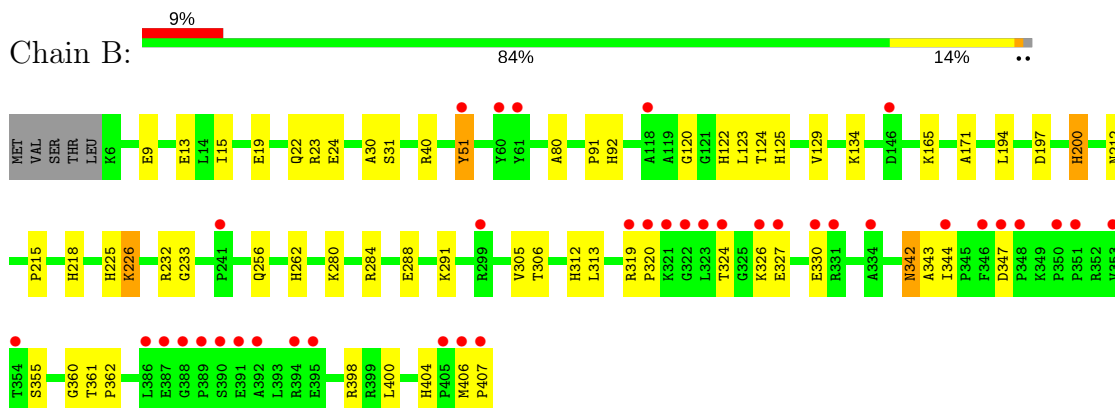 9%
Chain B:
84%
14%
••
MET VAL SER THR LEU K6 E9 E13 L14 I15 E19 Q22 R23 E24 A30 S31 R40 Y51 Y60 Y61 A80 P91 H92 A118 A119 G120 G121 H122 L123 T124 H125 V129 K134 D146 K165 A171 L194 D197 H200 N212
P215 H218 H225 K226 R232 G233 P241 Q256 H262 K280 R284 E288 K291 R299 V305 T306 H312 L313 R319 P320 K321 G322 L323 T324 G325 K326 E327 E330 R331 A334 N342 A343 I344 P345 F346 D347 P348 K349 P350 P351 R352
T354 S355 G360 T361 P362 L386 E387 G388 P389 S390 E391 A392 L393 R394 E395 R398 R399 L400 H404 P405 M406 P407